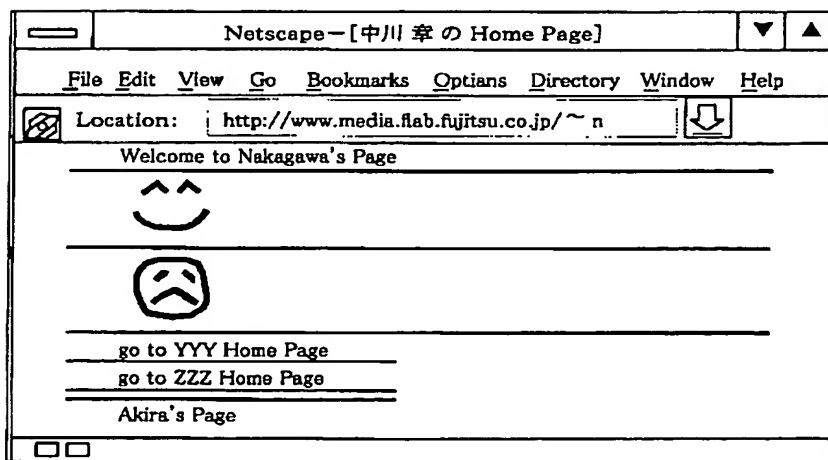 Netscape－[中川 章 の Home Page]
File Edit View Go Bookmarks Optians Directory Window Help
Location: http://www.media.flab.fujitsu.co.jp/~n
Welcome to Nakagawa's Page
go to YYY Home Page
go to ZZZ Home Page
Akira's Page